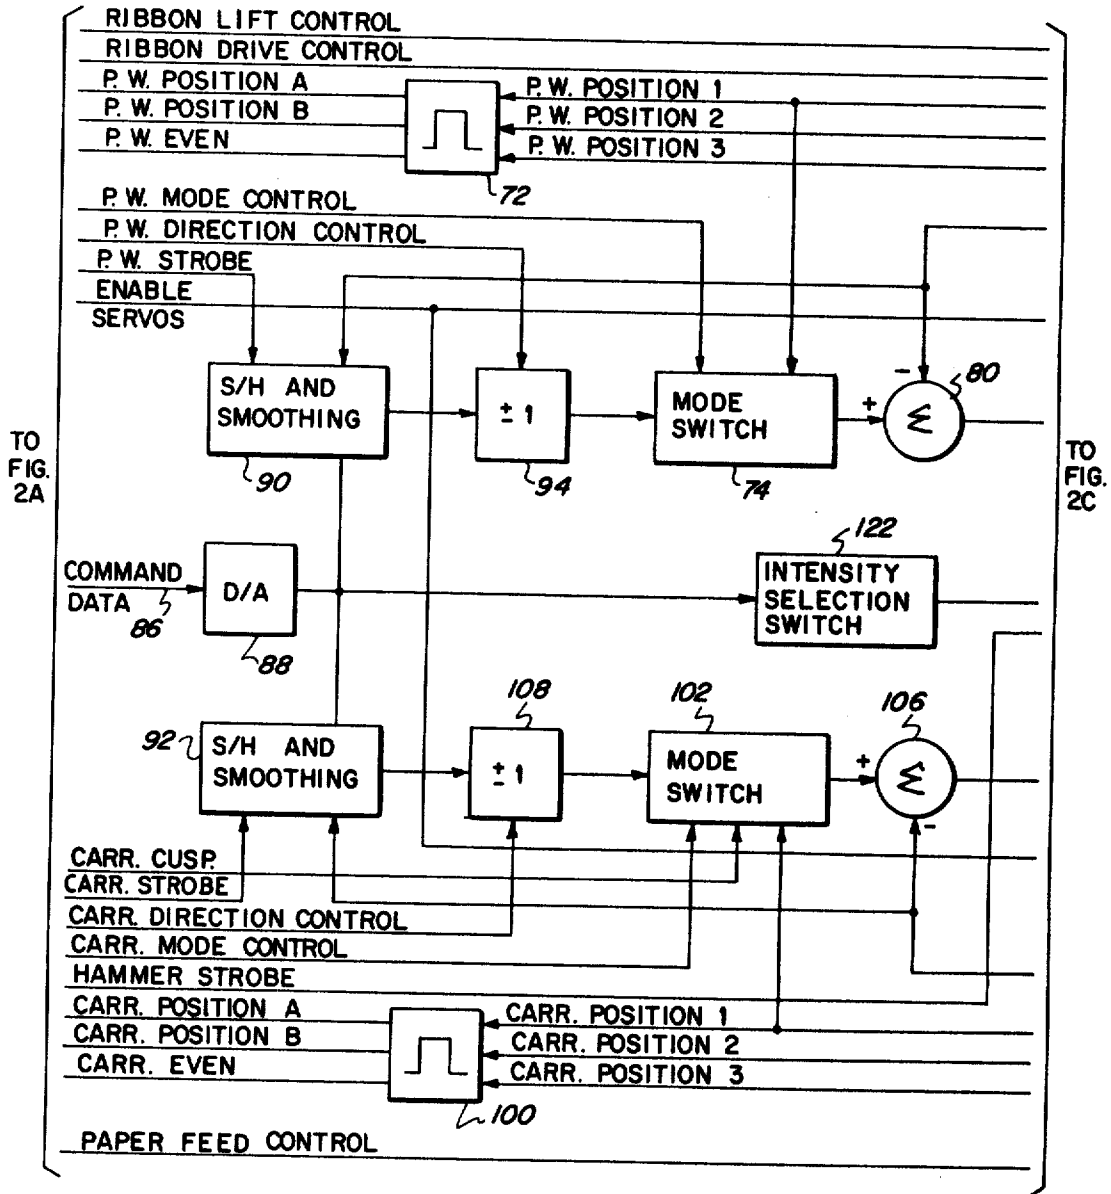 RIBBON LIFT CONTROL
RIBBON DRIVE CONTROL
P.W. POSITION A
P.W. POSITION 1
P.W. POSITION B
P.W. POSITION 2
P.W. EVEN
P.W. POSITION 3
72
P.W. MODE CONTROL
P.W. DIRECTION CONTROL
P.W. STROBE
ENABLE
SERVOS
S/H AND
SMOOTHING
90
± 1
94
MODE
SWITCH
74
-
+
Σ
80
TO
FIG.
2A
TO
FIG.
2C
COMMAND
DATA
86
D/A
88
122
INTENSITY
SELECTION
SWITCH
92
S/H AND
SMOOTHING
108
± 1
102
MODE
SWITCH
106
+
Σ
-
CARR. CUSP.
CARR. STROBE
CARR. DIRECTION CONTROL
CARR. MODE CONTROL
HAMMER STROBE
CARR. POSITION A
CARR. POSITION 1
CARR. POSITION B
CARR. POSITION 2
CARR. EVEN
CARR. POSITION 3
100
PAPER FEED CONTROL